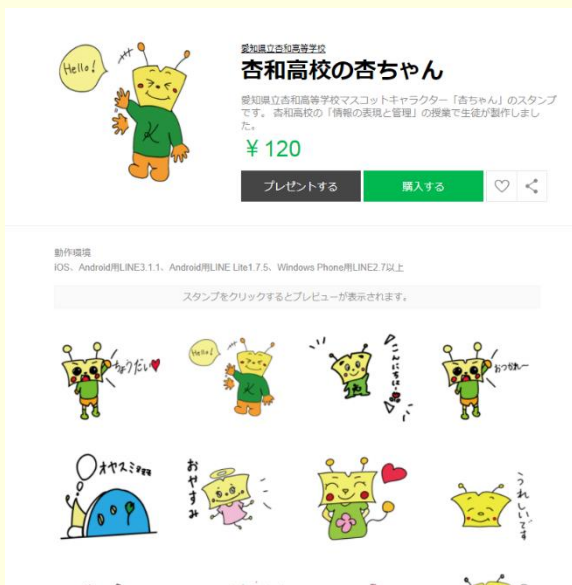 Hello!
愛知県立杏和高等学校
杏和高校の杏ちゃん
愛知県立杏和高等学校マスコットキャラクター「杏ちゃん」のスタンプ
です。 杏和高校の「情報の表現と管理」の授業で生徒が製作しまし
た。
¥ 120
プレゼントする
購入する
動作環境
iOS、Android用LINE3.1.1、Android用LINE Lite1.7.5、Windows Phone用LINE2.7以上
スタンプをクリックするとプレビューが表示されます。
ちょうだい
Hello!
こんにちは
おつかれ〜
オヤスミ
おやすみ
うれしいです